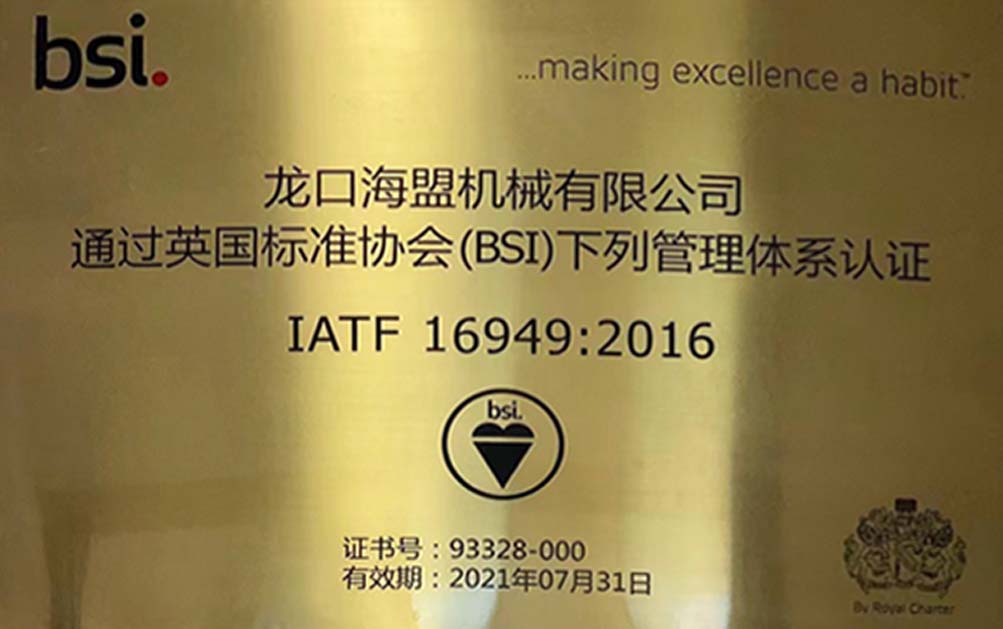 bsi.
...making excellence a habit.™
龙口海盟机械有限公司
通过英国标准协会(BSI)下列管理体系认证
IATF 16949:2016
bsi.
证书号：93328-000
有效期：2021年07月31日
By Royal Charter